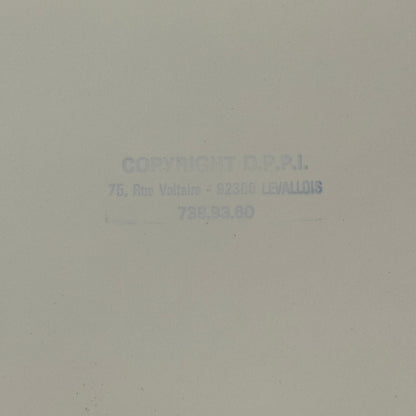 COPYRIGHT D.P.P.I.
75, Rue Voltaire - 92300 LEVALLOIS
739.93.60